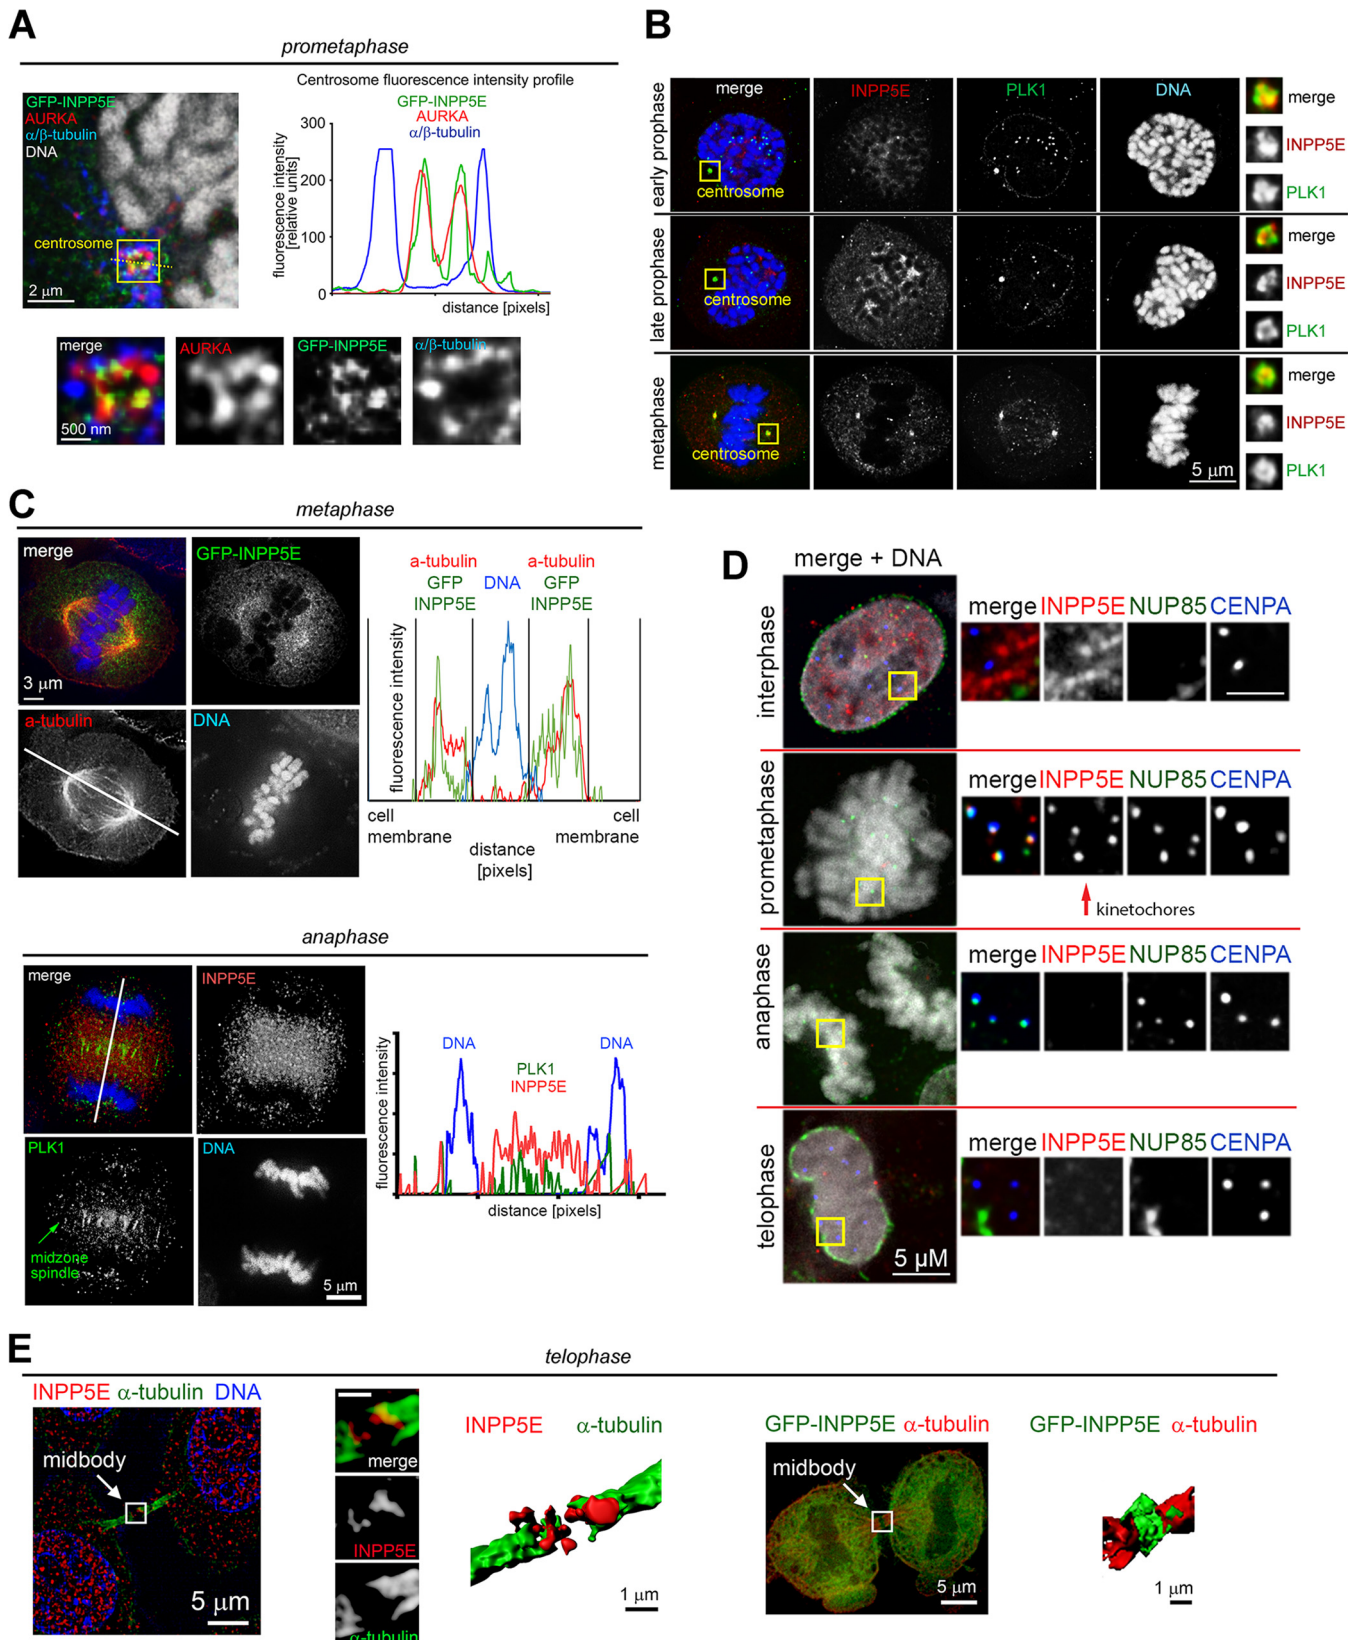 A
prometaphase
GFP-INPP5E
AURKA
α/β-tubulin
DNA
centrosome
2 μm
Centrosome fluorescence intensity profile
GFP-INPP5E
AURKA
α/β-tubulin
fluorescence intensity
[relative units]
300
200
100
0
distance [pixels]
merge
500 nm
AURKA
GFP-INPP5E
α/β-tubulin
B
merge
INPP5E
PLK1
DNA
early prophase
centrosome
merge
INPP5E
PLK1
late prophase
centrosome
merge
INPP5E
PLK1
metaphase
centrosome
5 μm
merge
INPP5E
PLK1
C
metaphase
merge
3 μm
GFP-INPP5E
a-tubulin
DNA
a-tubulin
GFP
INPP5E
DNA
a-tubulin
GFP
INPP5E
fluorescence intensity
cell
membrane
distance
[pixels]
cell
membrane
anaphase
merge
INPP5E
PLK1
midzone
spindle
DNA
5 μm
fluorescence intensity
DNA
PLK1
INPP5E
DNA
distance [pixels]
D
merge + DNA
interphase
merge INPP5E NUP85 CENPA
prometaphase
merge INPP5E NUP85 CENPA
kinetochores
anaphase
merge INPP5E NUP85 CENPA
telophase
5 μM
merge INPP5E NUP85 CENPA
E
telophase
INPP5E α-tubulin DNA
midbody
5 μm
merge
INPP5E
α-tubulin
INPP5E α-tubulin
1 μm
GFP-INPP5E α-tubulin
midbody
5 μm
GFP-INPP5E α-tubulin
1 μm